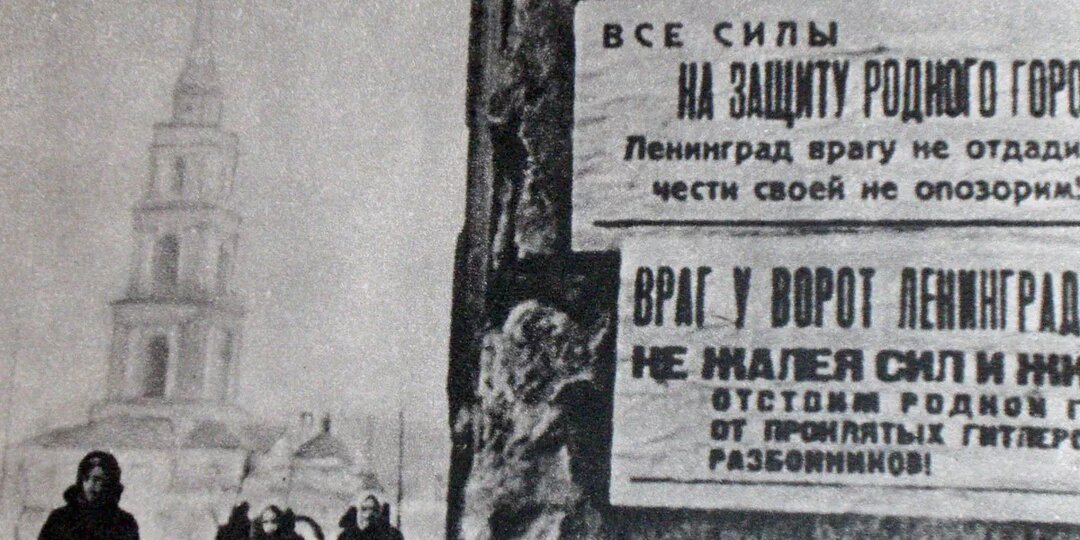 ВСЕ СИЛЫ
НА ЗАЩИТУ РОДНОГО ГОРО
Ленинград врагу не отдади
чести своей не опозорим!
ВРАГ У ВОРОТ ЛЕНИНГРАД
НЕ ЖАЛЕЯ СИЛ И ЖИ
ОТСТОИМ РОДНОЙ Г
ОТ ПРОКЛЯТЫХ ГИТЛЕРО
РАЗБОЙНИКОВ!